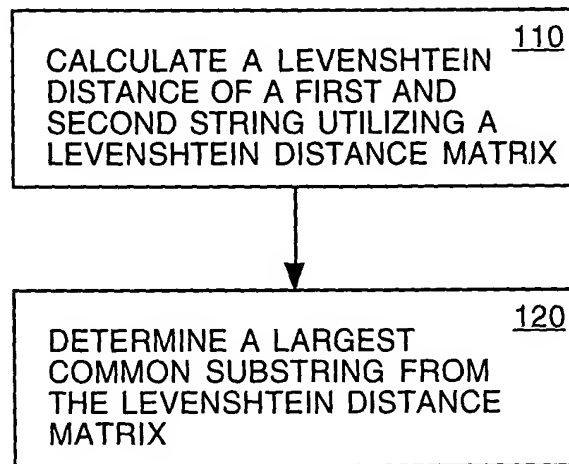 110
CALCULATE A LEVENSHTEIN
DISTANCE OF A FIRST AND
SECOND STRING UTILIZING A
LEVENSHTEIN DISTANCE MATRIX
120
DETERMINE A LARGEST
COMMON SUBSTRING FROM
THE LEVENSHTEIN DISTANCE
MATRIX